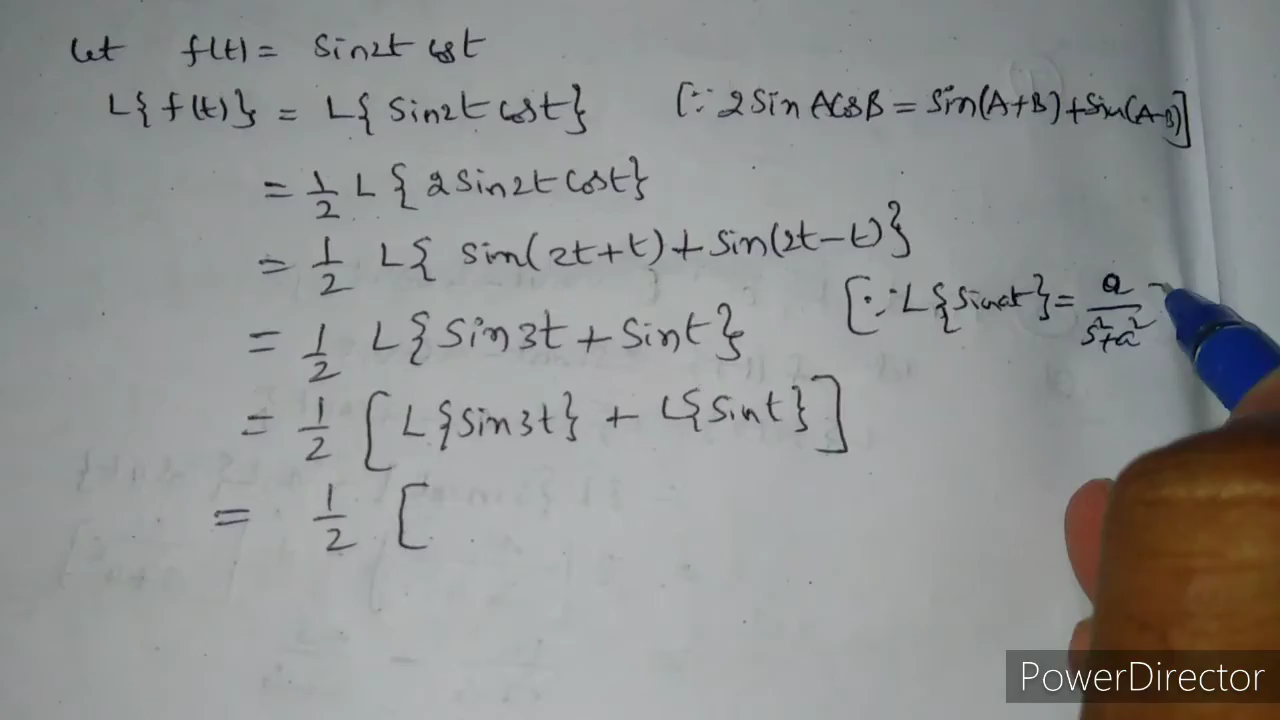 Let f(t) = Sin2t cost
L{f(t)} = L{Sin2t cost} [∵ 2SinACosB = Sin(A+B)+Sin(A-B)]
= 1/2 L{2Sin2t cost}
= 1/2 L{Sin(2t+t)+Sin(2t-t)}
= 1/2 L{Sin3t + Sint} [∵ L{Sinat} = a/(s²+a²)
= 1/2 [L{Sin3t} + L{Sint}]
= 1/2 [
PowerDirector